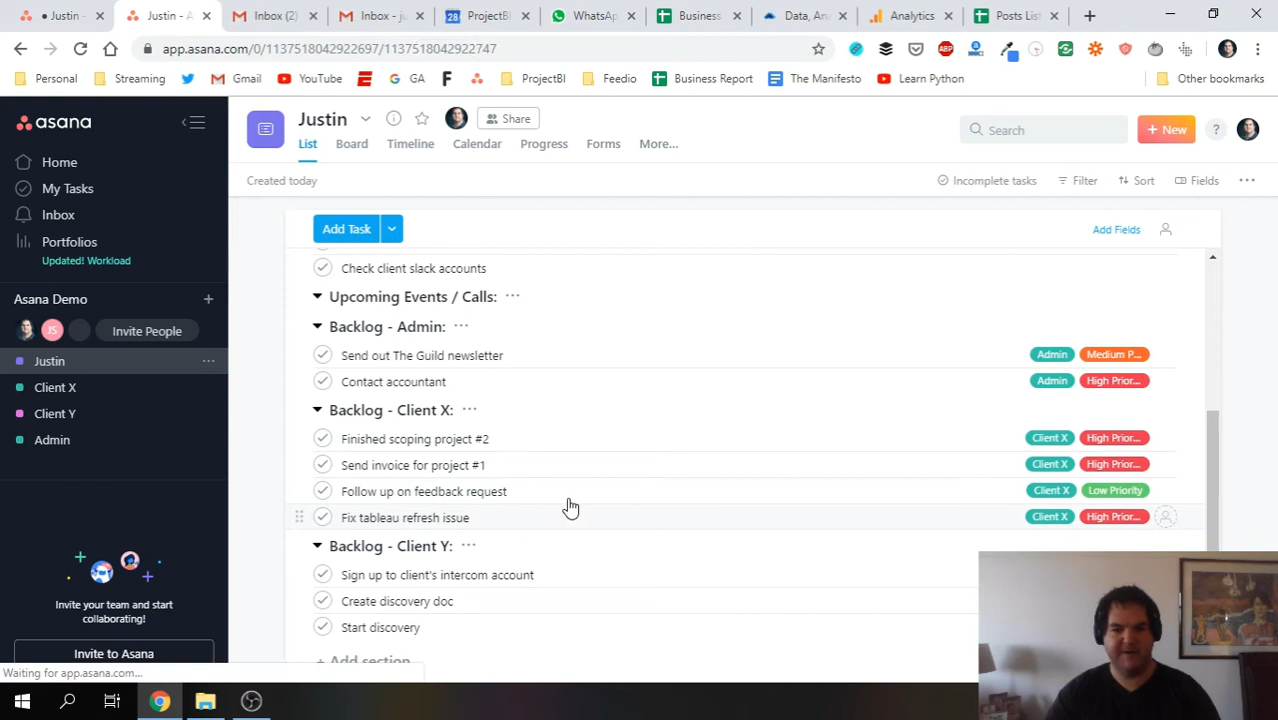 Justin -
Justin - A
Inbox (2)
Inbox - ju
ProjectBI
WhatsAp
Business
Data, Ana
Analytics
Posts List
app.asana.com/0/1137518042922697/1137518042922747
Personal
Streaming
Gmail
YouTube
GA
ProjectBI
Feedio
Business Report
The Manifesto
Learn Python
Other bookmarks
asana
Home
My Tasks
Inbox
Portfolios
Updated! Workload
Asana Demo
JS
Invite People
Justin
Client X
Client Y
Admin
Invite your team and start
collaborating!
Invite to Asana
Waiting for app.asana.com...
Justin
Share
Search
+ New
?
List
Board
Timeline
Calendar
Progress
Forms
More...
Created today
Incomplete tasks
Filter
Sort
Fields
Add Task
Add Fields
Check client slack accounts
Upcoming Events / Calls:
Backlog - Admin:
Send out The Guild newsletter
Admin
Medium P...
Contact accountant
Admin
High Prior...
Backlog - Client X:
Finished scoping project #2
Client X
High Prior...
Send invoice for project #1
Client X
High Prior...
Follow up on feedback request
Client X
Low Priority
Fix tableau refresh issue
Client X
High Prior...
Backlog - Client Y:
Sign up to client's intercom account
Create discovery doc
Start discovery
+ Add section